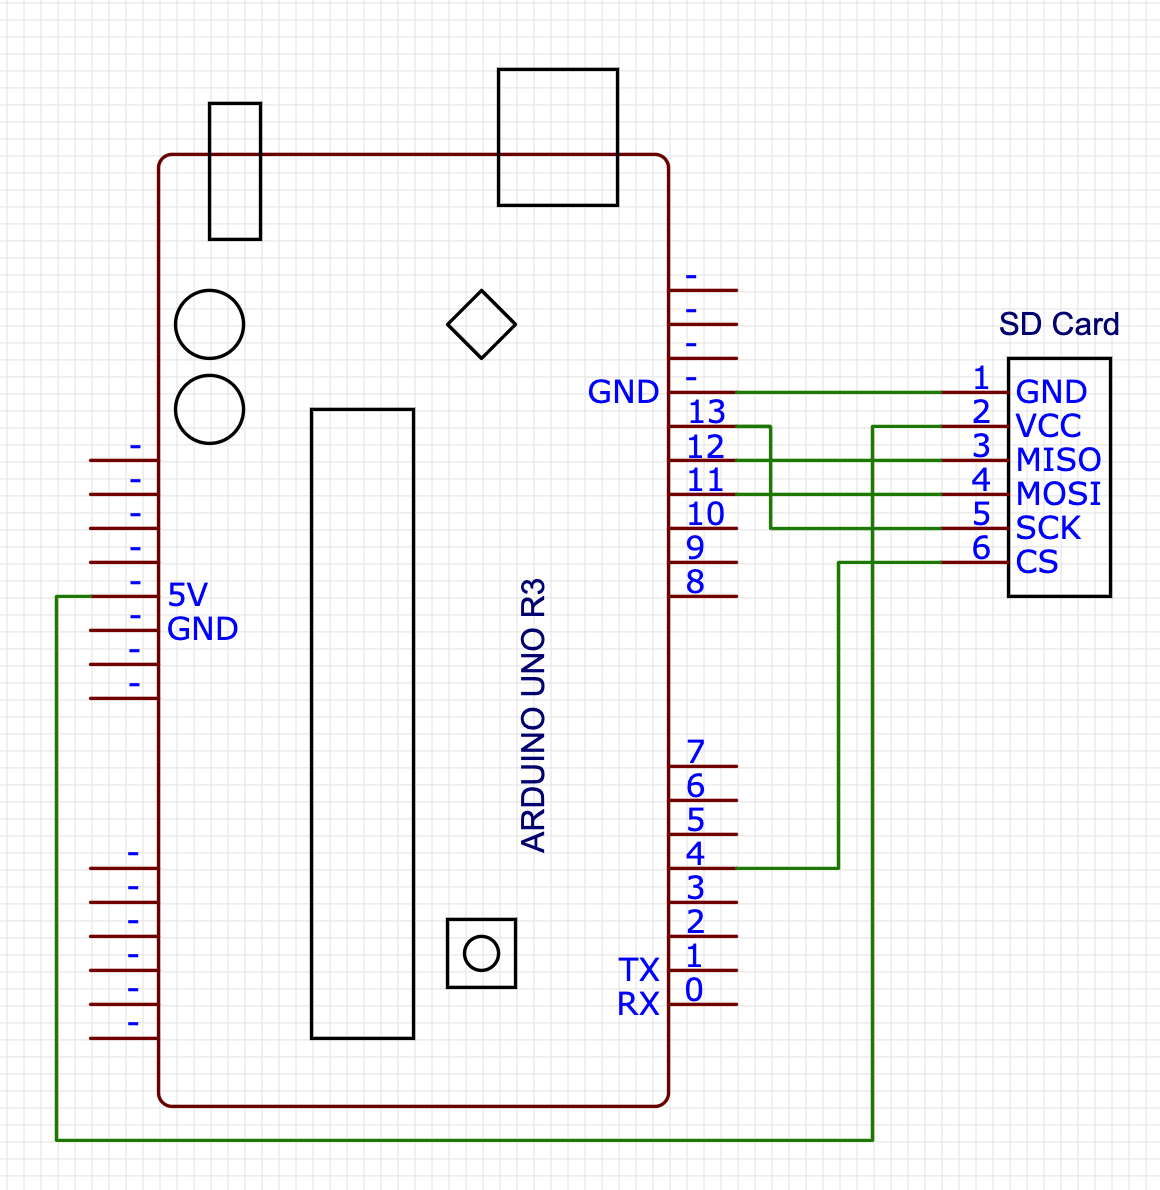 -
-
-
SD Card
-
1
GND
GND
13
2
VCC
-
12
3
MISO
-
11
4
MOSI
-
10
5
SCK
-
9
6
CS
-
8
5V
-
GND
-
-
ARDUINO UNO R3
7
6
5
-
4
-
3
-
2
-
1
TX
-
0
RX
-